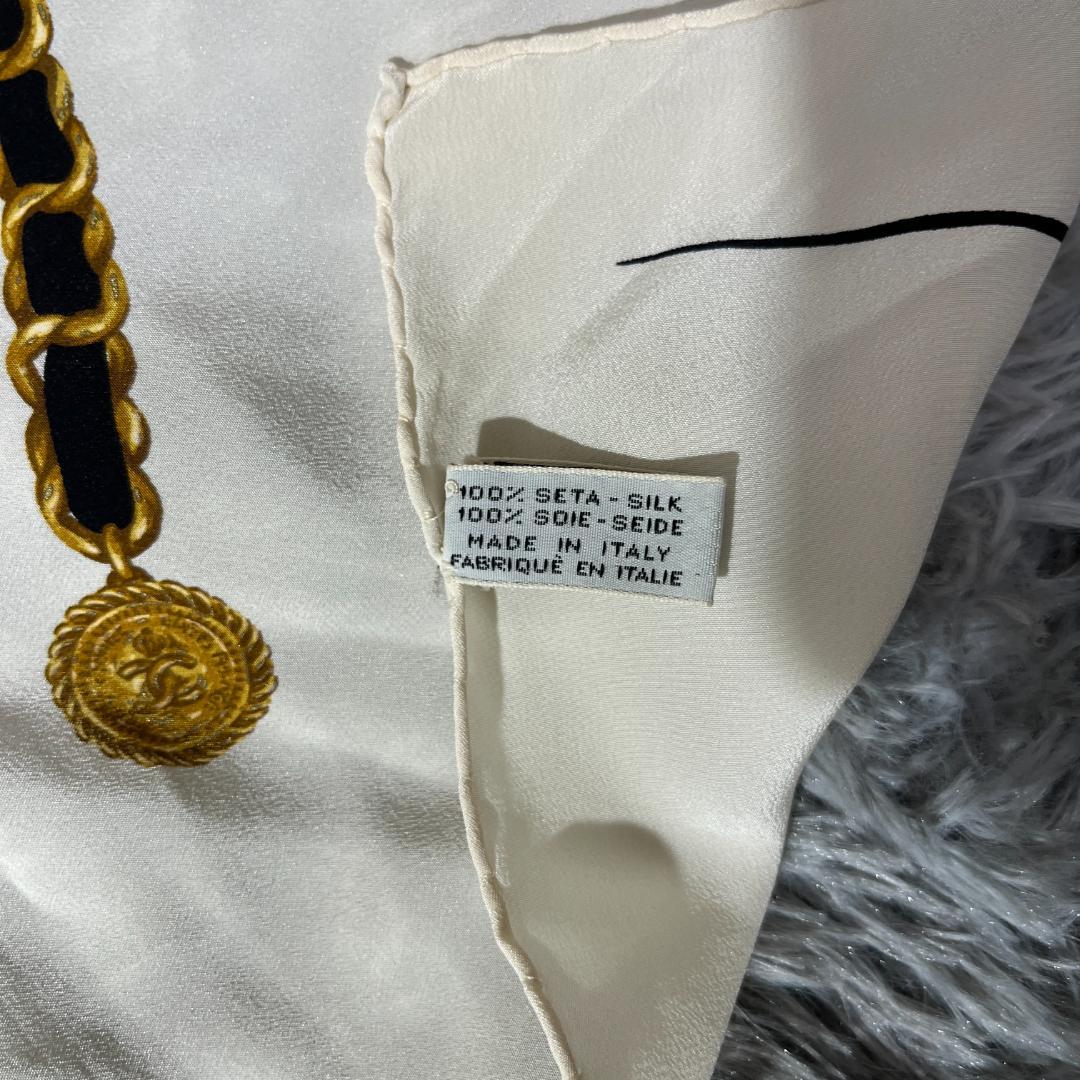 100% SETA - SILK
100% SOIE - SEIDE
MADE IN ITALY
FABRIQUÈ EN ITALIE